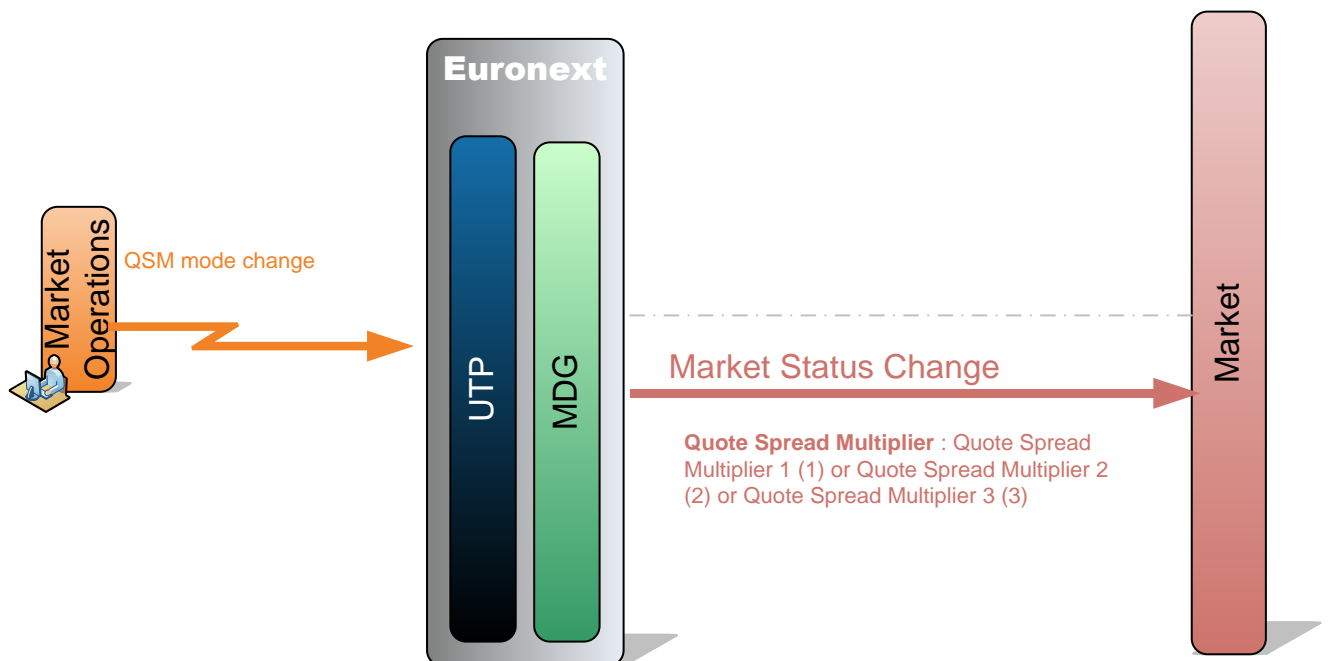 Euronext
Market
Operations
QSM mode change
UTP
MDG
Market Status Change
Quote Spread Multiplier : Quote Spread
Multiplier 1 (1) or Quote Spread Multiplier 2
(2) or Quote Spread Multiplier 3 (3)
Market